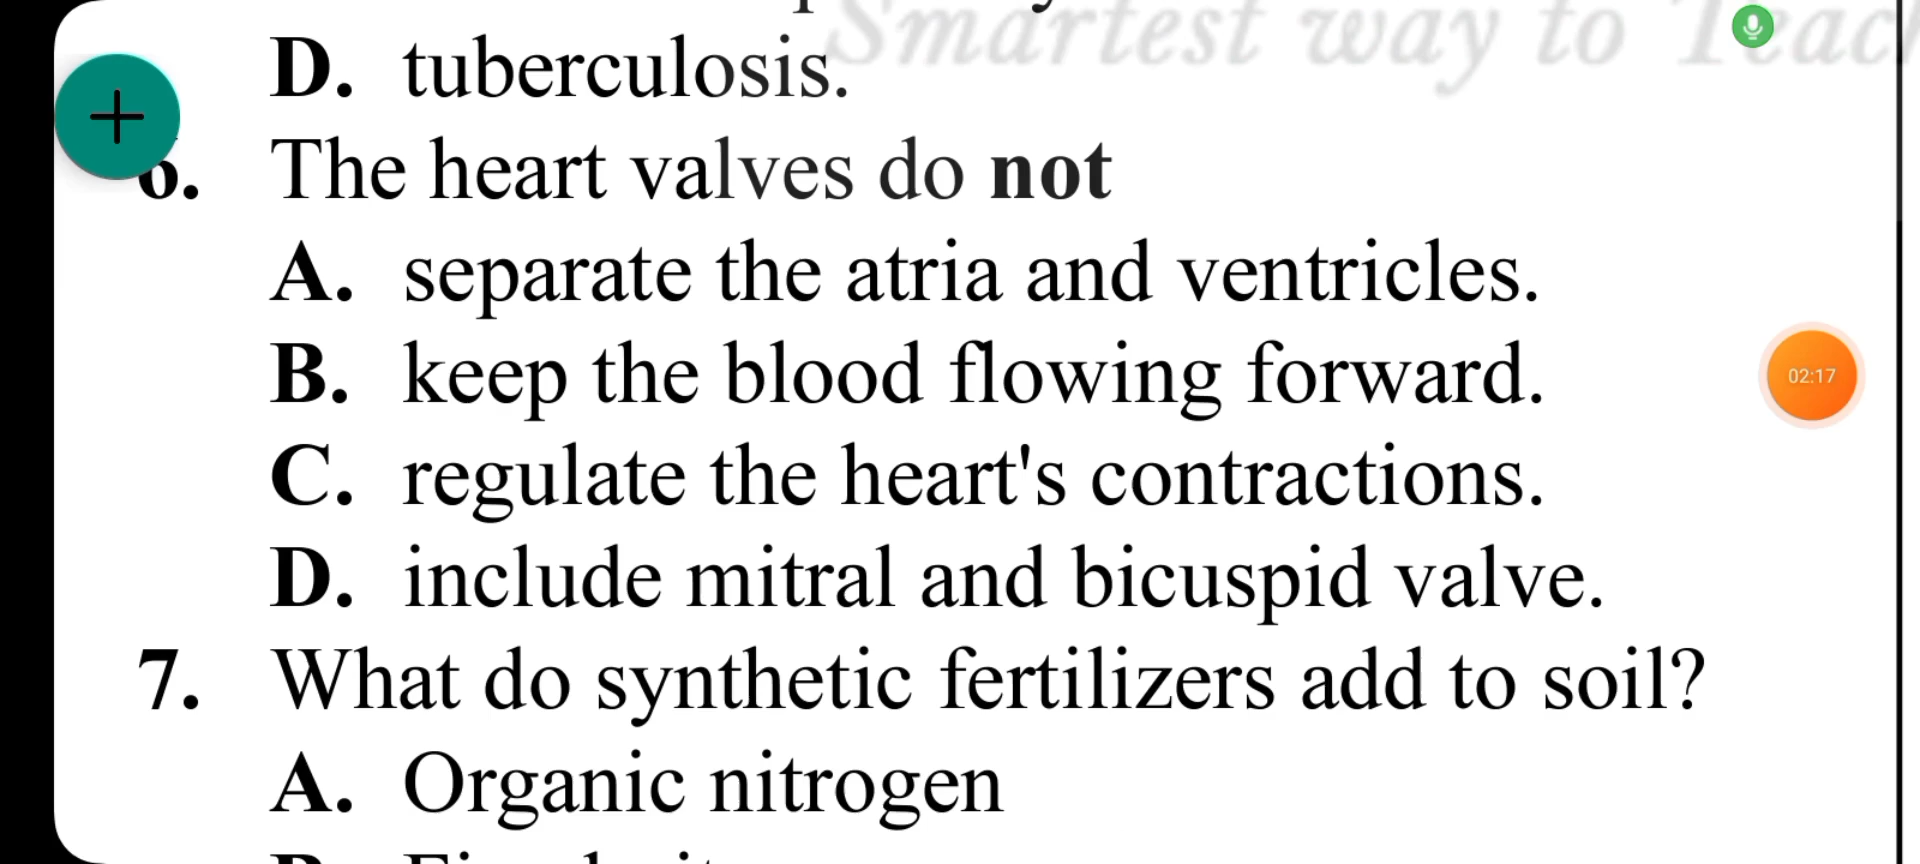 Smartest way to Teach
D. tuberculosis.
6. The heart valves do not
A. separate the atria and ventricles.
B. keep the blood flowing forward.
02:17
C. regulate the heart's contractions.
D. include mitral and bicuspid valve.
7. What do synthetic fertilizers add to soil?
A. Organic nitrogen